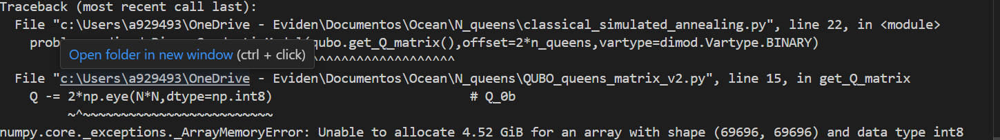 Traceback (most recent call last):
File "c:\Users\a929493\OneDrive - Eviden\Documentos\Ocean\N_queens\classical_simulated_annealing.py", line 22, in <module>
qubo.get_Q_matrix(),offset=2*n_queens,vartype=dimod.Vartype.BINARY)
Open folder in new window (ctrl + click)
^^^^^^^^^^^^^^^^^^^
File "c:\Users\a929493\OneDrive - Eviden\Documentos\Ocean\N_queens\QUBO_queens_matrix_v2.py", line 15, in get_Q_matrix
Q -= 2*np.eye(N*N,dtype=np.int8) # Q_0b
~^~~~~~~~~~~~~~~~~~~~~~~~~~
numpy.core._exceptions._ArrayMemoryError: Unable to allocate 4.52 GiB for an array with shape (69696, 69696) and data type int8